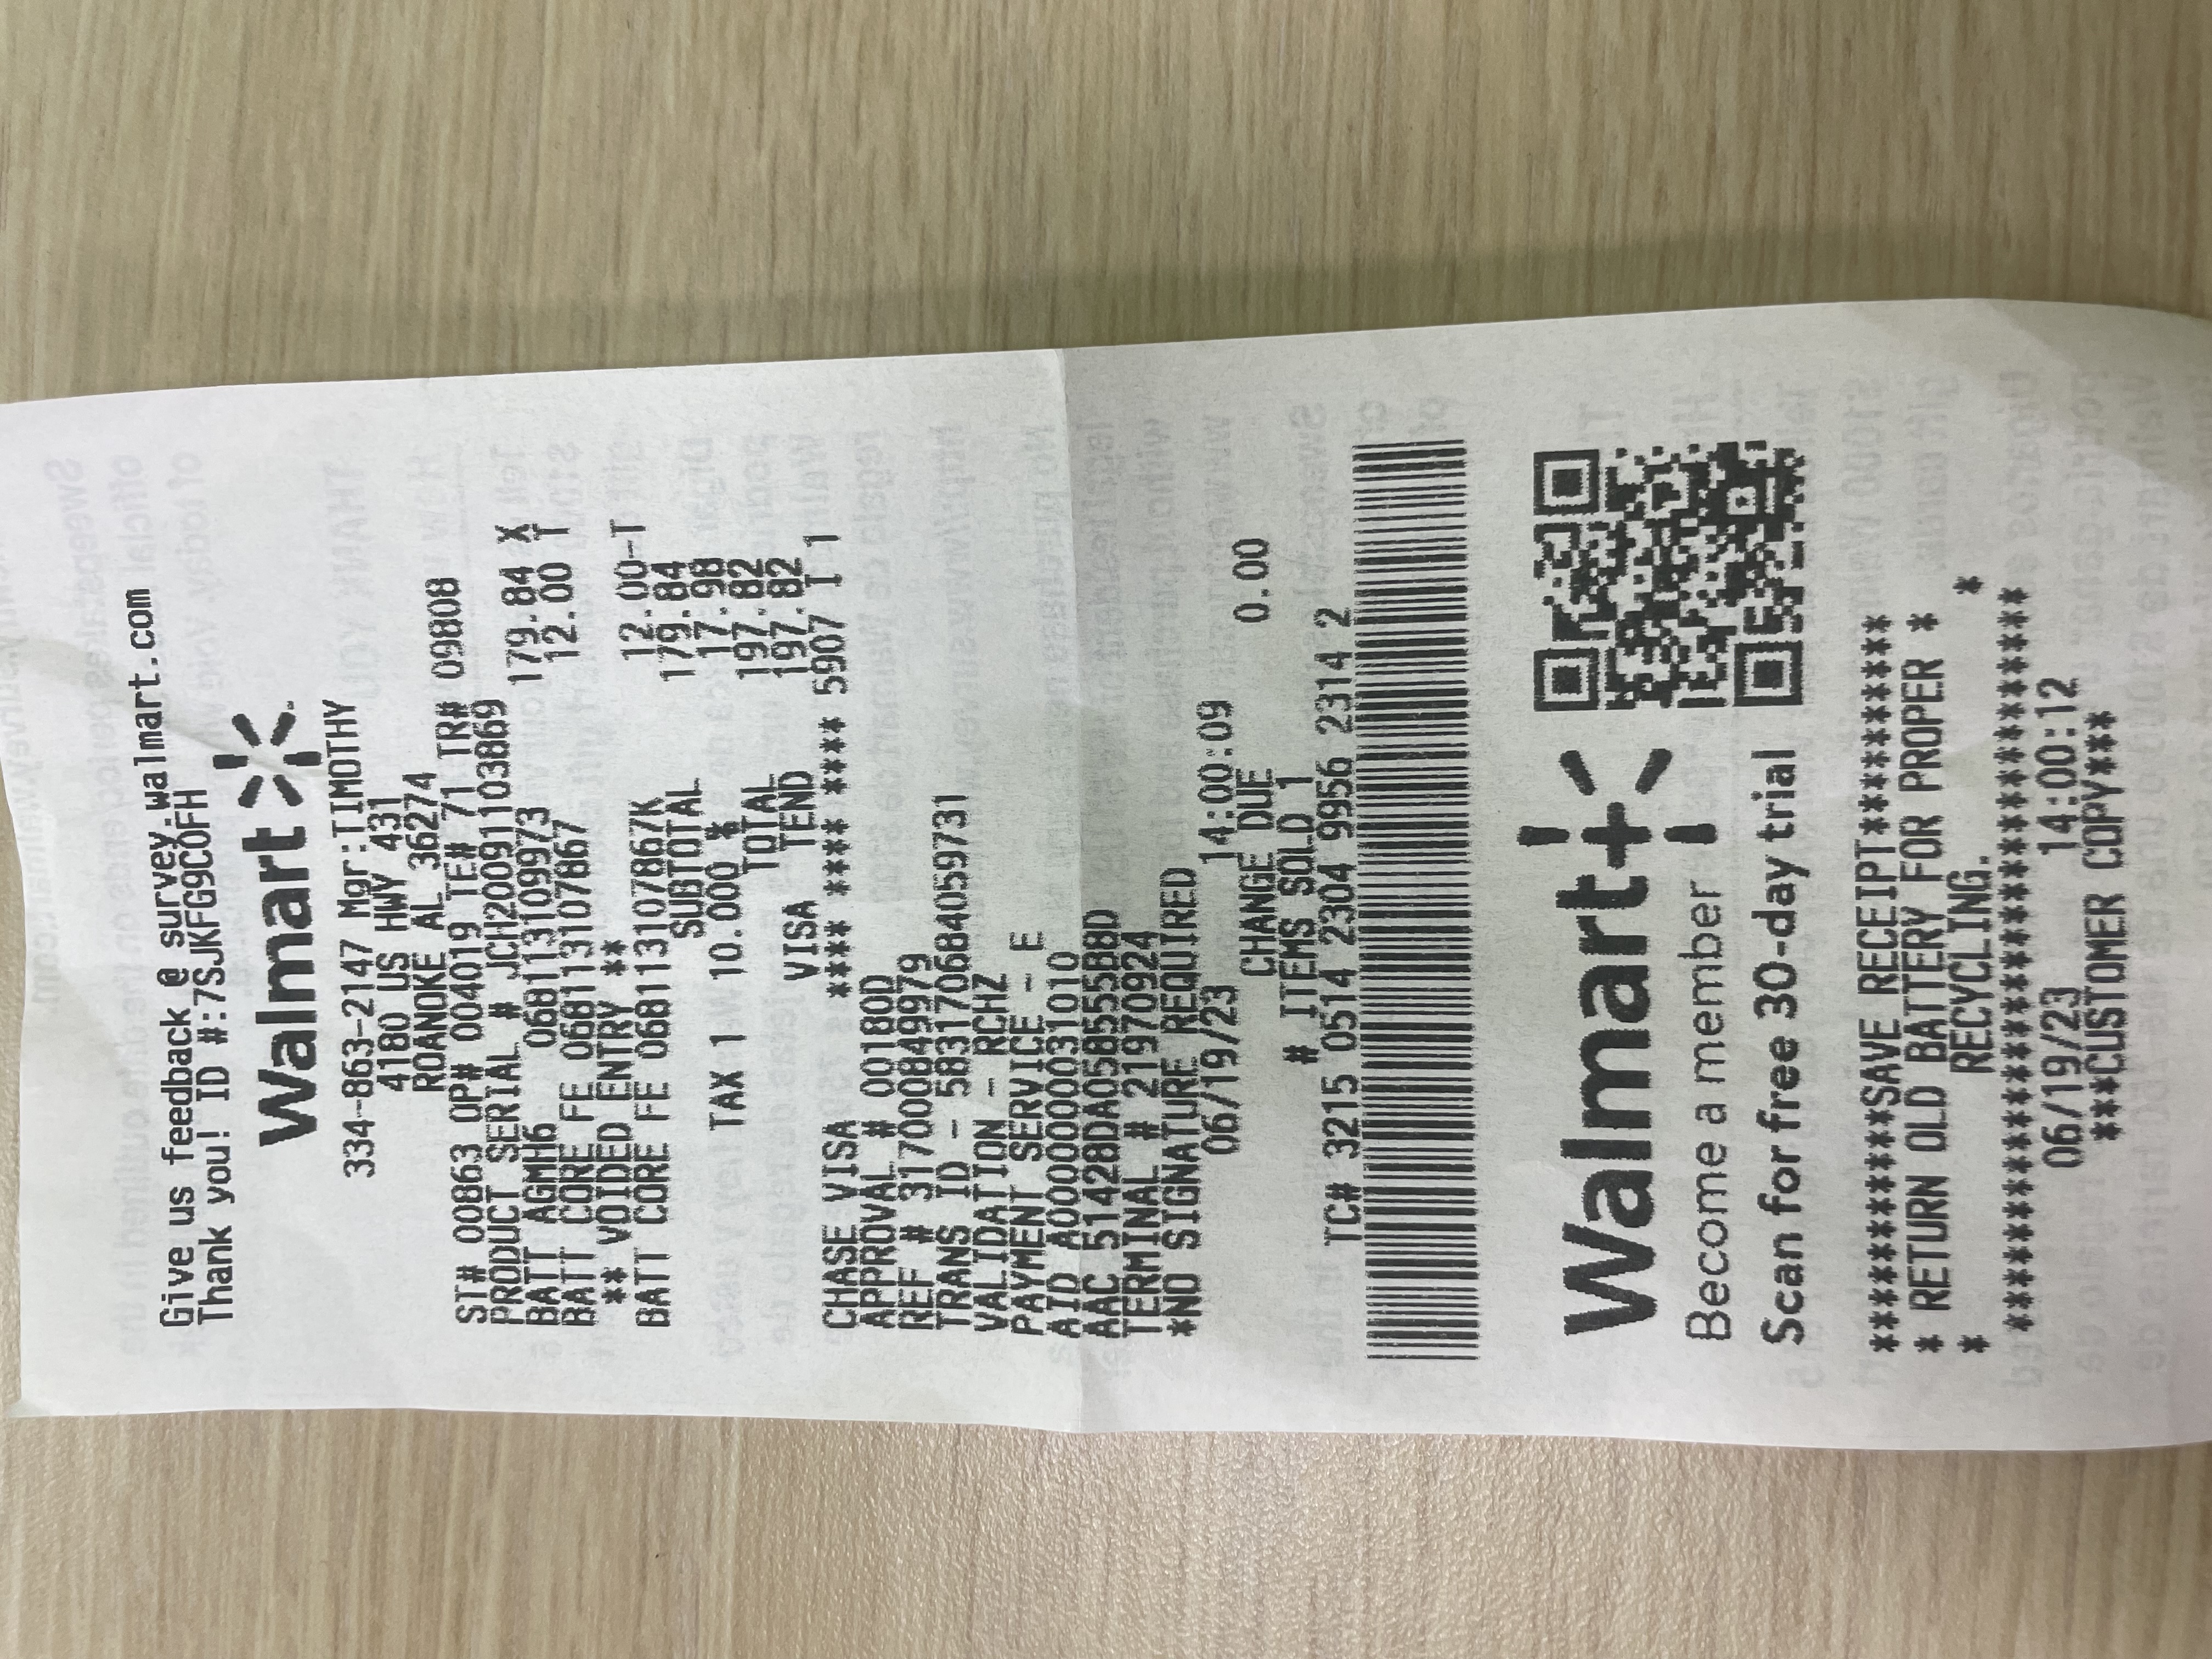 Give us feedback @ survey.walmart.com
Thank you! ID #:7SJKFG9C0FH
Walmart
334-863-2147 Mgr:TIMOTHY
4180 US HWY 431
ROANOKE AL 36274
ST# 00863 OP# 004019 TE# 71 TR# 09808
PRODUCT SERIAL # JCH20091103869
BATT AGMH6 068113109973 179.84 X
BATT CORE FE 068113107867 12.00 T
** VOIDED ENTRY **
BATT CORE FE 068113107867K 12.00-T
SUBTOTAL 179.84
TAX 1 10.000 % 17.98
TOTAL 197.82
VISA TEND 197.82
CHASE VISA **** **** **** 5907 I 1
APPROVAL # 00180D
REF # 317000849979
TRANS ID - 583170684059731
VALIDATION - RCHZ
PAYMENT SERVICE - E
AID A0000000031010
AAC 51428DA05B555B8D
TERMINAL # 21970924
*NO SIGNATURE REQUIRED
06/19/23 14:00:09
CHANGE DUE 0.00
# ITEMS SOLD 1
TC# 3215 0514 2304 9956 2314 2
Walmart+
Become a member
Scan for free 30-day trial
************SAVE RECEIPT************
* RETURN OLD BATTERY FOR PROPER *
* RECYCLING. *
************************************
06/19/23 14:00:12
***CUSTOMER COPY***